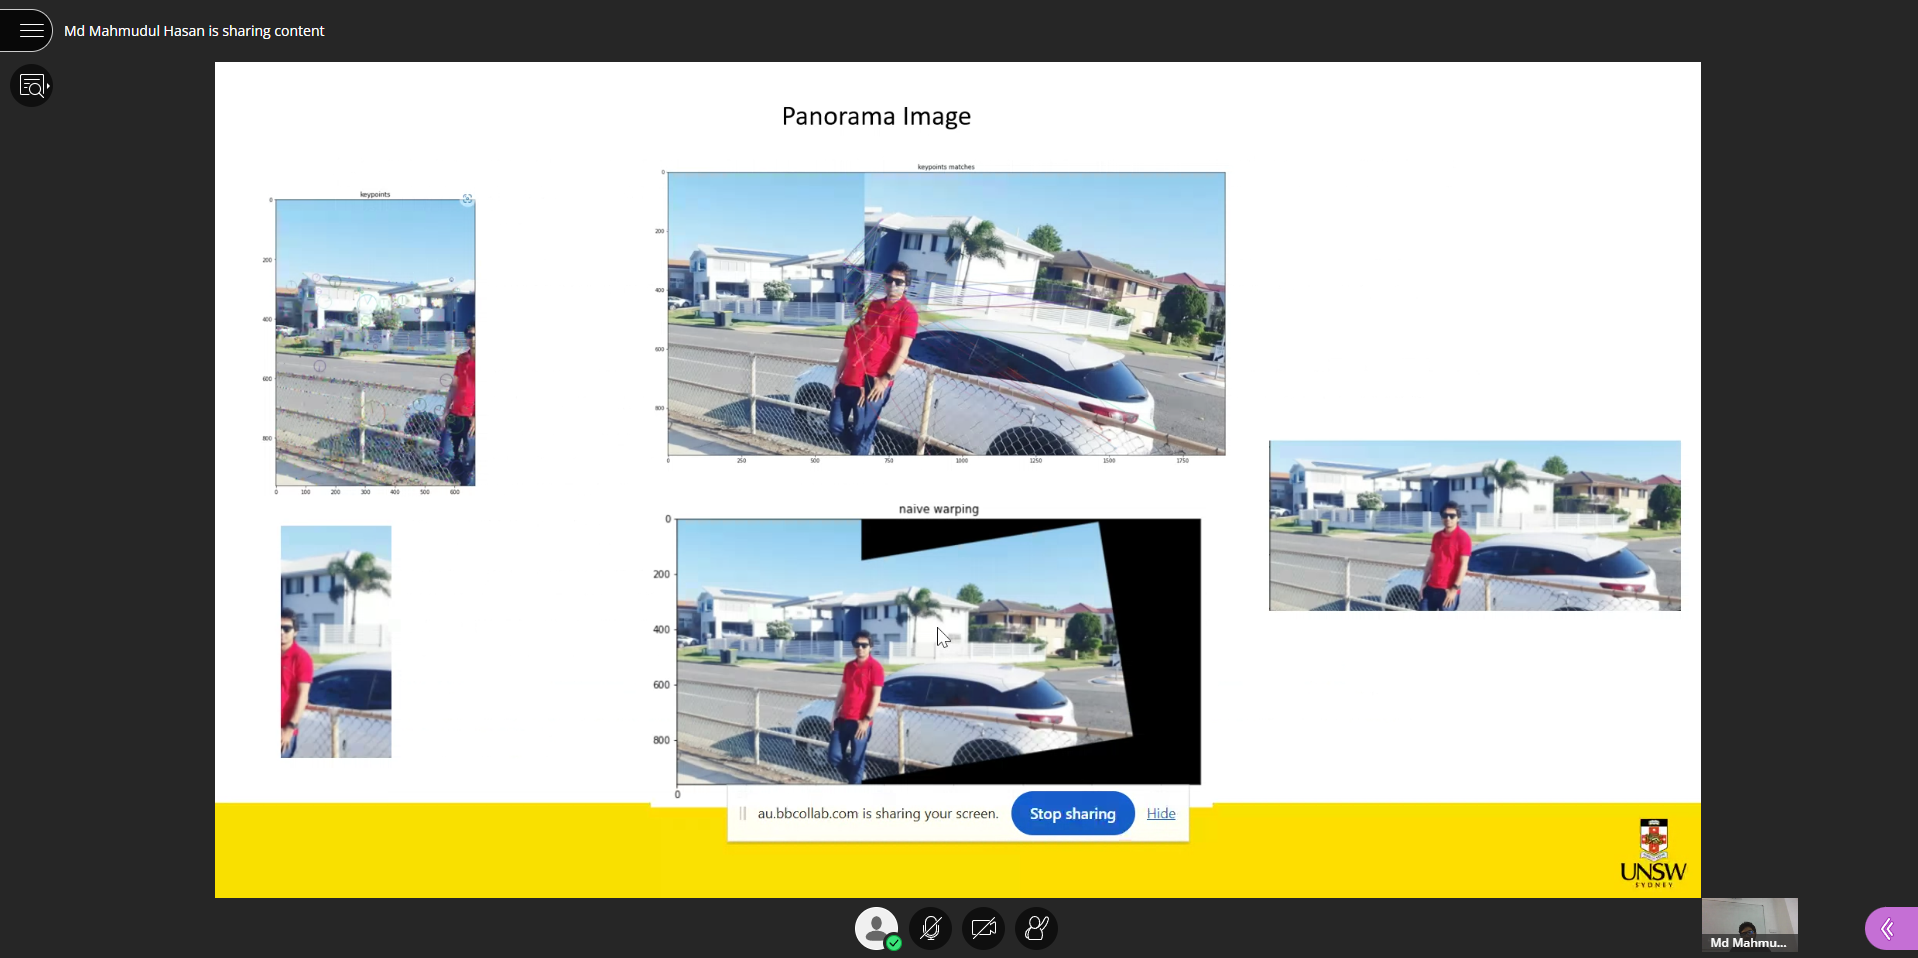 Md Mahmudul Hasan is sharing content
Panorama Image
keypoints
0
200
400
600
800
0 100 200 300 400 500 600
keypoints matches
0
200
400
600
800
0 250 500 750 1000 1250 1500 1750
naive warping
0
200
400
600
800
0
au.bbcollab.com is sharing your screen. Stop sharing Hide
UNSW
SYDNEY
Md Mahmu...